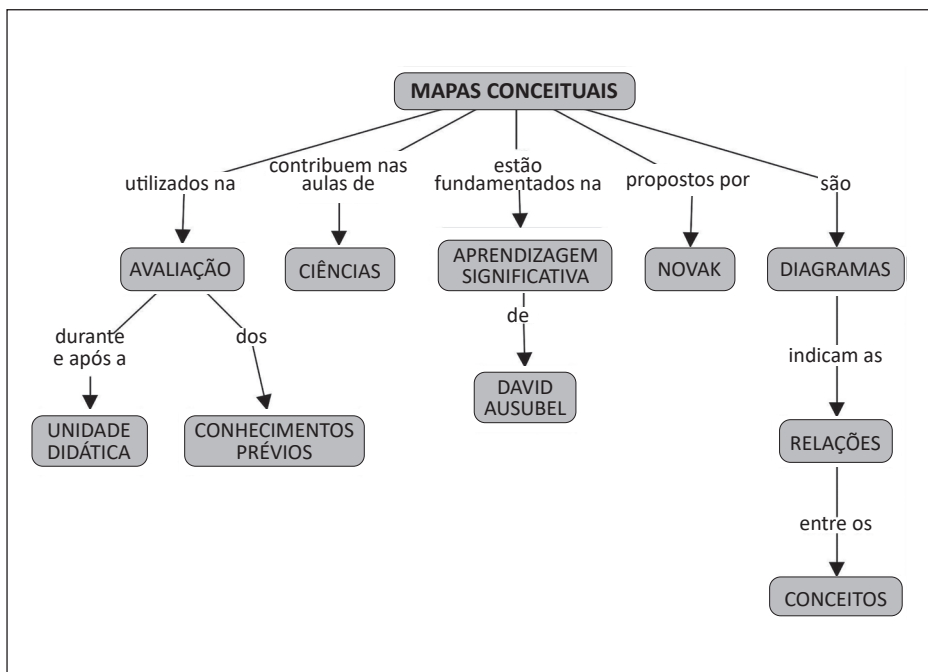 MAPAS CONCEITUAIS
utilizados na
contribuem nas
aulas de
estão
fundamentados na
propostos por
são
AVALIAÇÃO
CIÊNCIAS
APRENDIZAGEM
SIGNIFICATIVA
NOVAK
DIAGRAMAS
durante
e após a
dos
de
indicam as
UNIDADE
DIDÁTICA
CONHECIMENTOS
PRÉVIOS
DAVID
AUSUBEL
RELAÇÕES
entre os
CONCEITOS